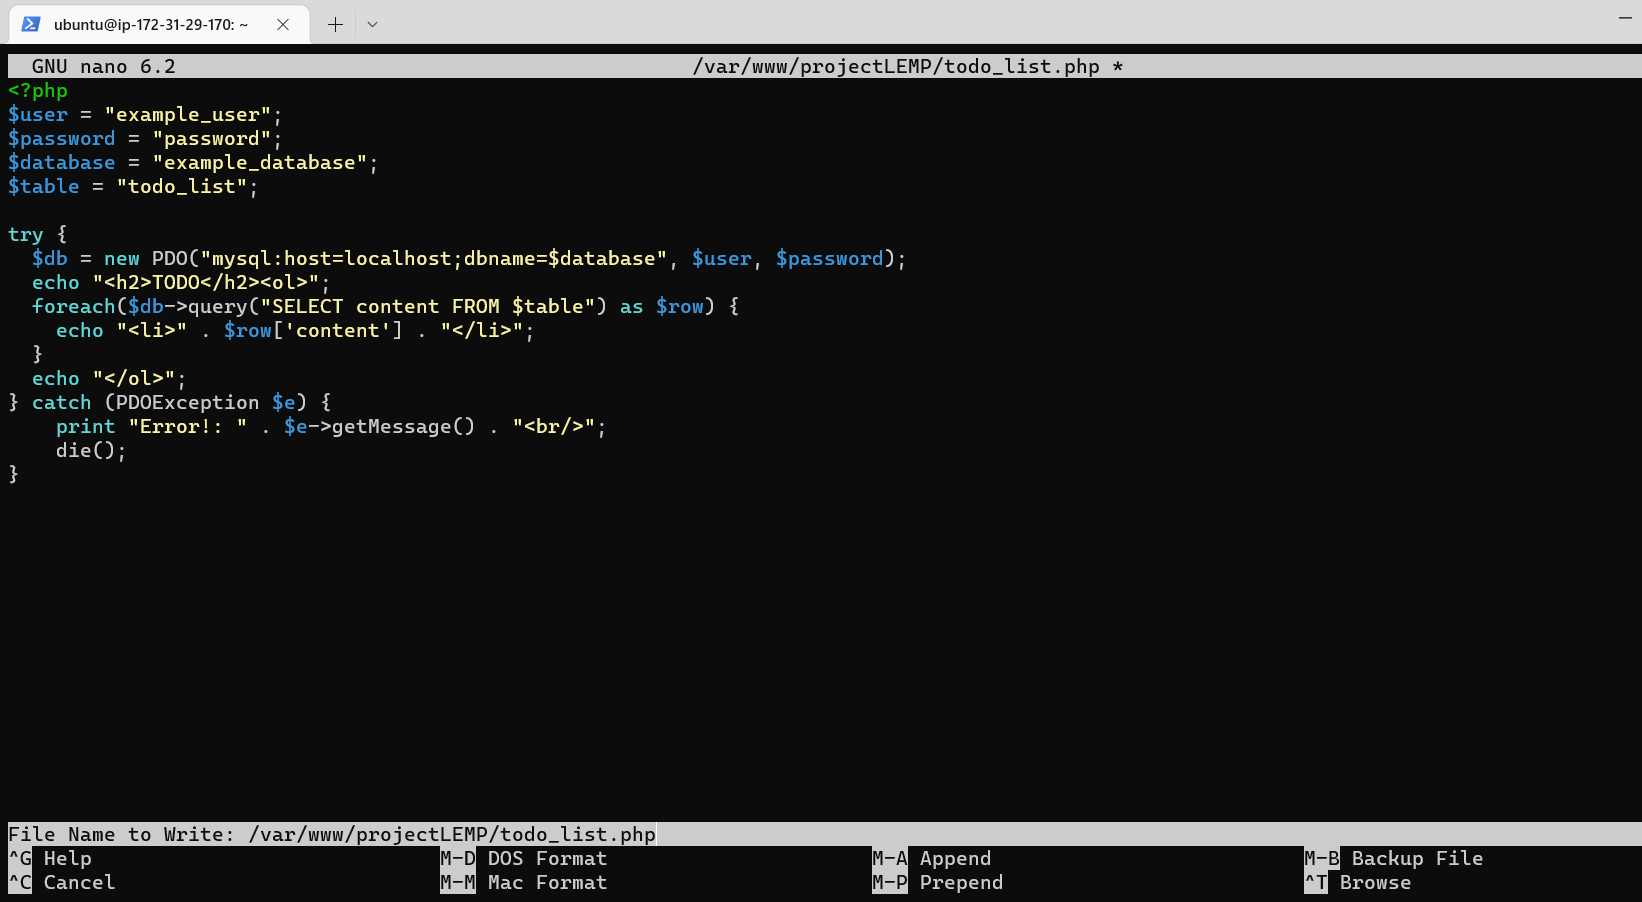 ubuntu@ip-172-31-29-170: ~
GNU nano 6.2 /var/www/projectLEMP/todo_list.php *
<?php
$user = "example_user";
$password = "password";
$database = "example_database";
$table = "todo_list";

try {
  $db = new PDO("mysql:host=localhost;dbname=$database", $user, $password);
  echo "<h2>TODO</h2><ol>";
  foreach($db->query("SELECT content FROM $table") as $row) {
    echo "<li>" . $row['content'] . "</li>";
  }
  echo "</ol>";
} catch (PDOException $e) {
    print "Error!: " . $e->getMessage() . "<br/>";
    die();
}
File Name to Write: /var/www/projectLEMP/todo_list.php
^G Help M-D DOS Format M-A Append M-B Backup File
^C Cancel M-M Mac Format M-P Prepend ^T Browse